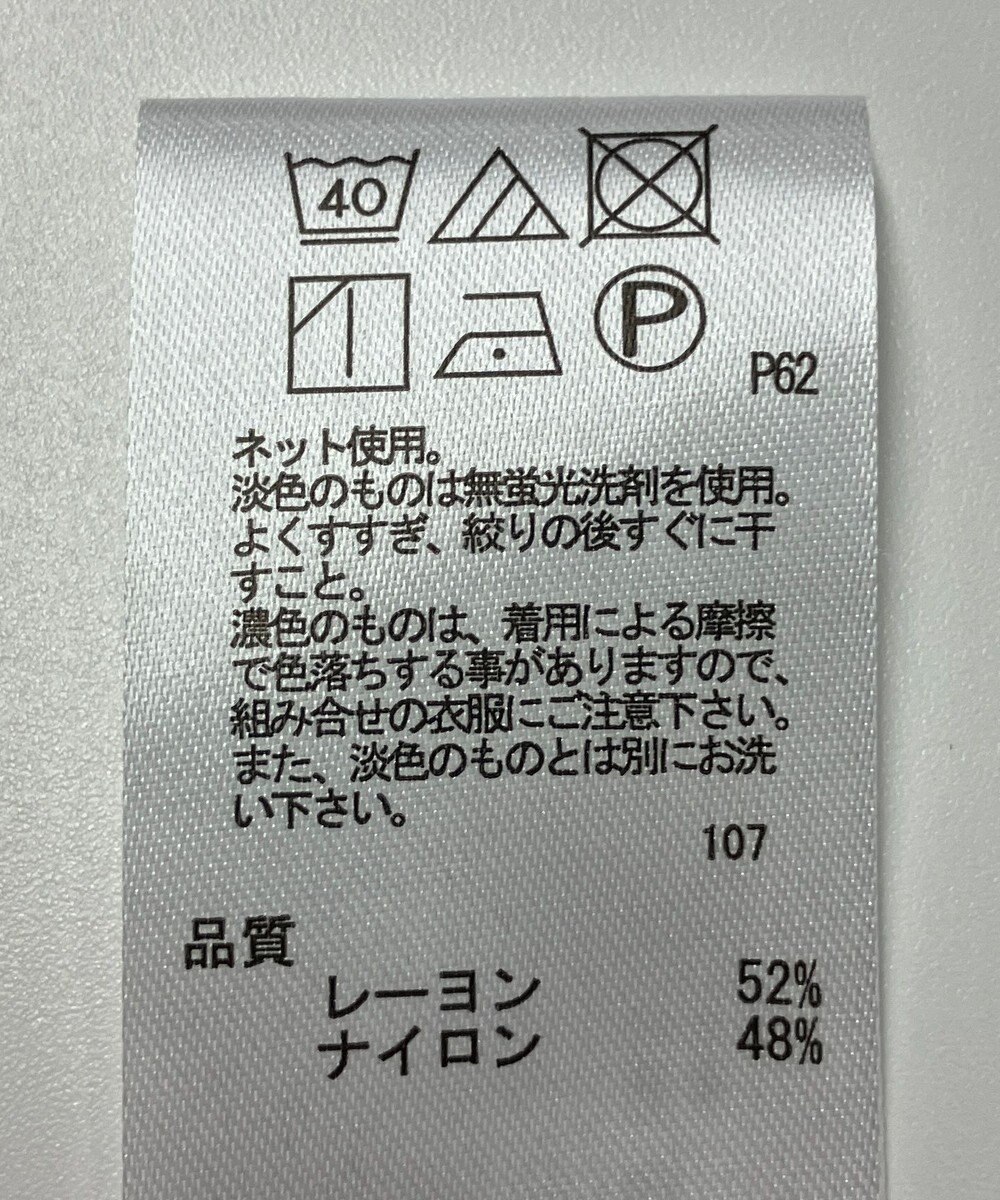 40
P
P62
ネット使用。
淡色のものは無蛍光洗剤を使用。
よくすすぎ、絞りの後すぐに干
すこと。
濃色のものは、着用による摩擦
で色落ちする事がありますので、
組み合せの衣服にご注意下さい。
また、淡色のものとは別にお洗
い下さい。
107
品質
レーヨン 52%
ナイロン 48%